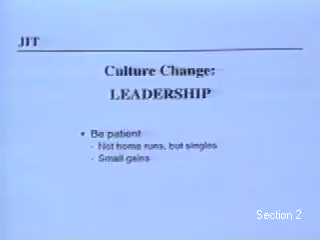 JIT
Culture Change:
LEADERSHIP
• Be patient
- Not home runs, but singles
- Small gains
Section 2